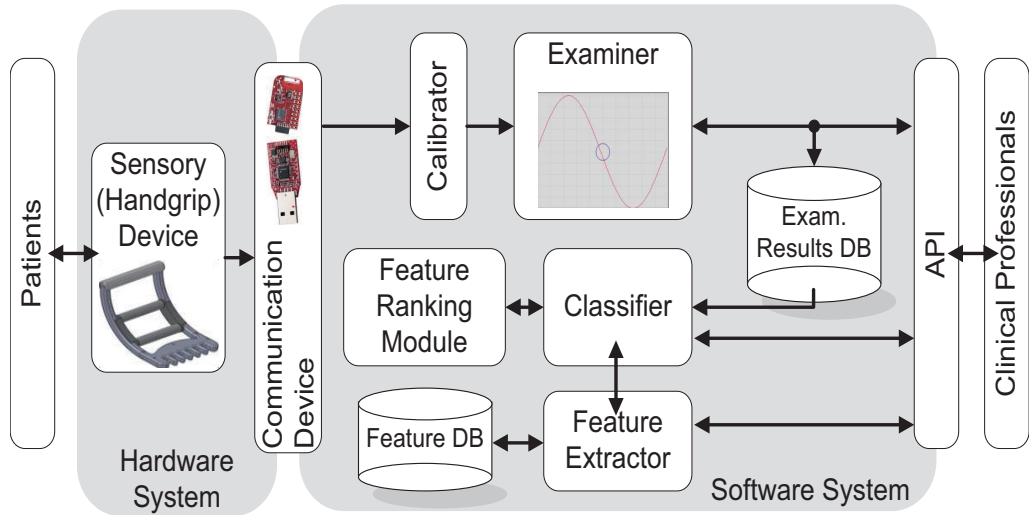 Patients
Sensory
(Handgrip)
Device
Hardware
System
Communication
Device
Calibrator
Examiner
Exam.
Results DB
Feature
Ranking
Module
Classifier
Feature DB
Feature
Extractor
Software System
API
Clinical Professionals